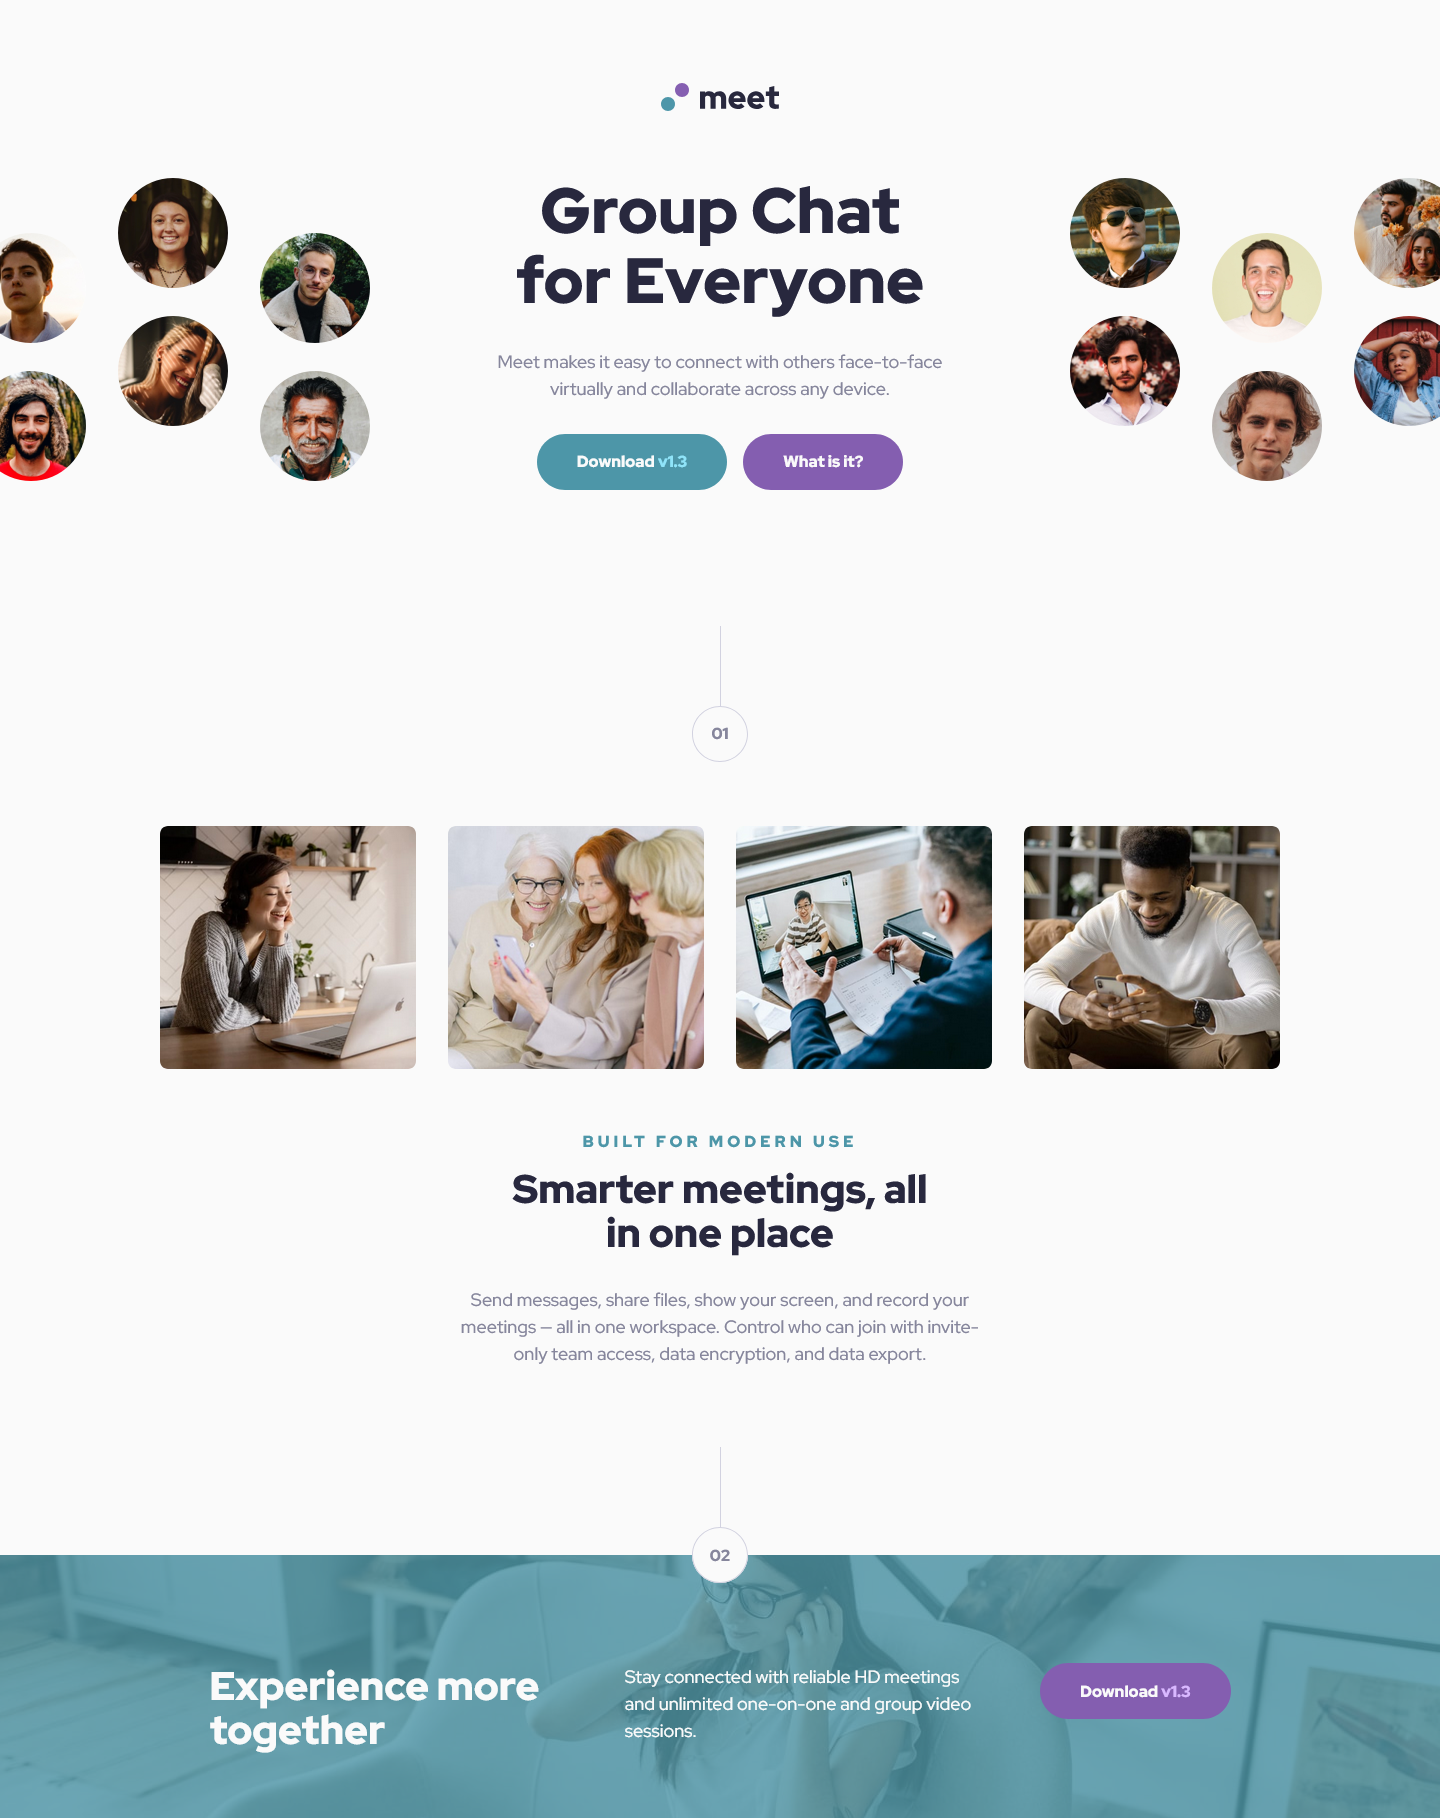 meet
Group Chat
for Everyone
Meet makes it easy to connect with others face-to-face
virtually and collaborate across any device.
Download v1.3
What is it?
01
BUILT FOR MODERN USE
Smarter meetings, all
in one place
Send messages, share files, show your screen, and record your
meetings — all in one workspace. Control who can join with invite-
only team access, data encryption, and data export.
02
Experience more
together
Stay connected with reliable HD meetings
and unlimited one-on-one and group video
sessions.
Download v1.3